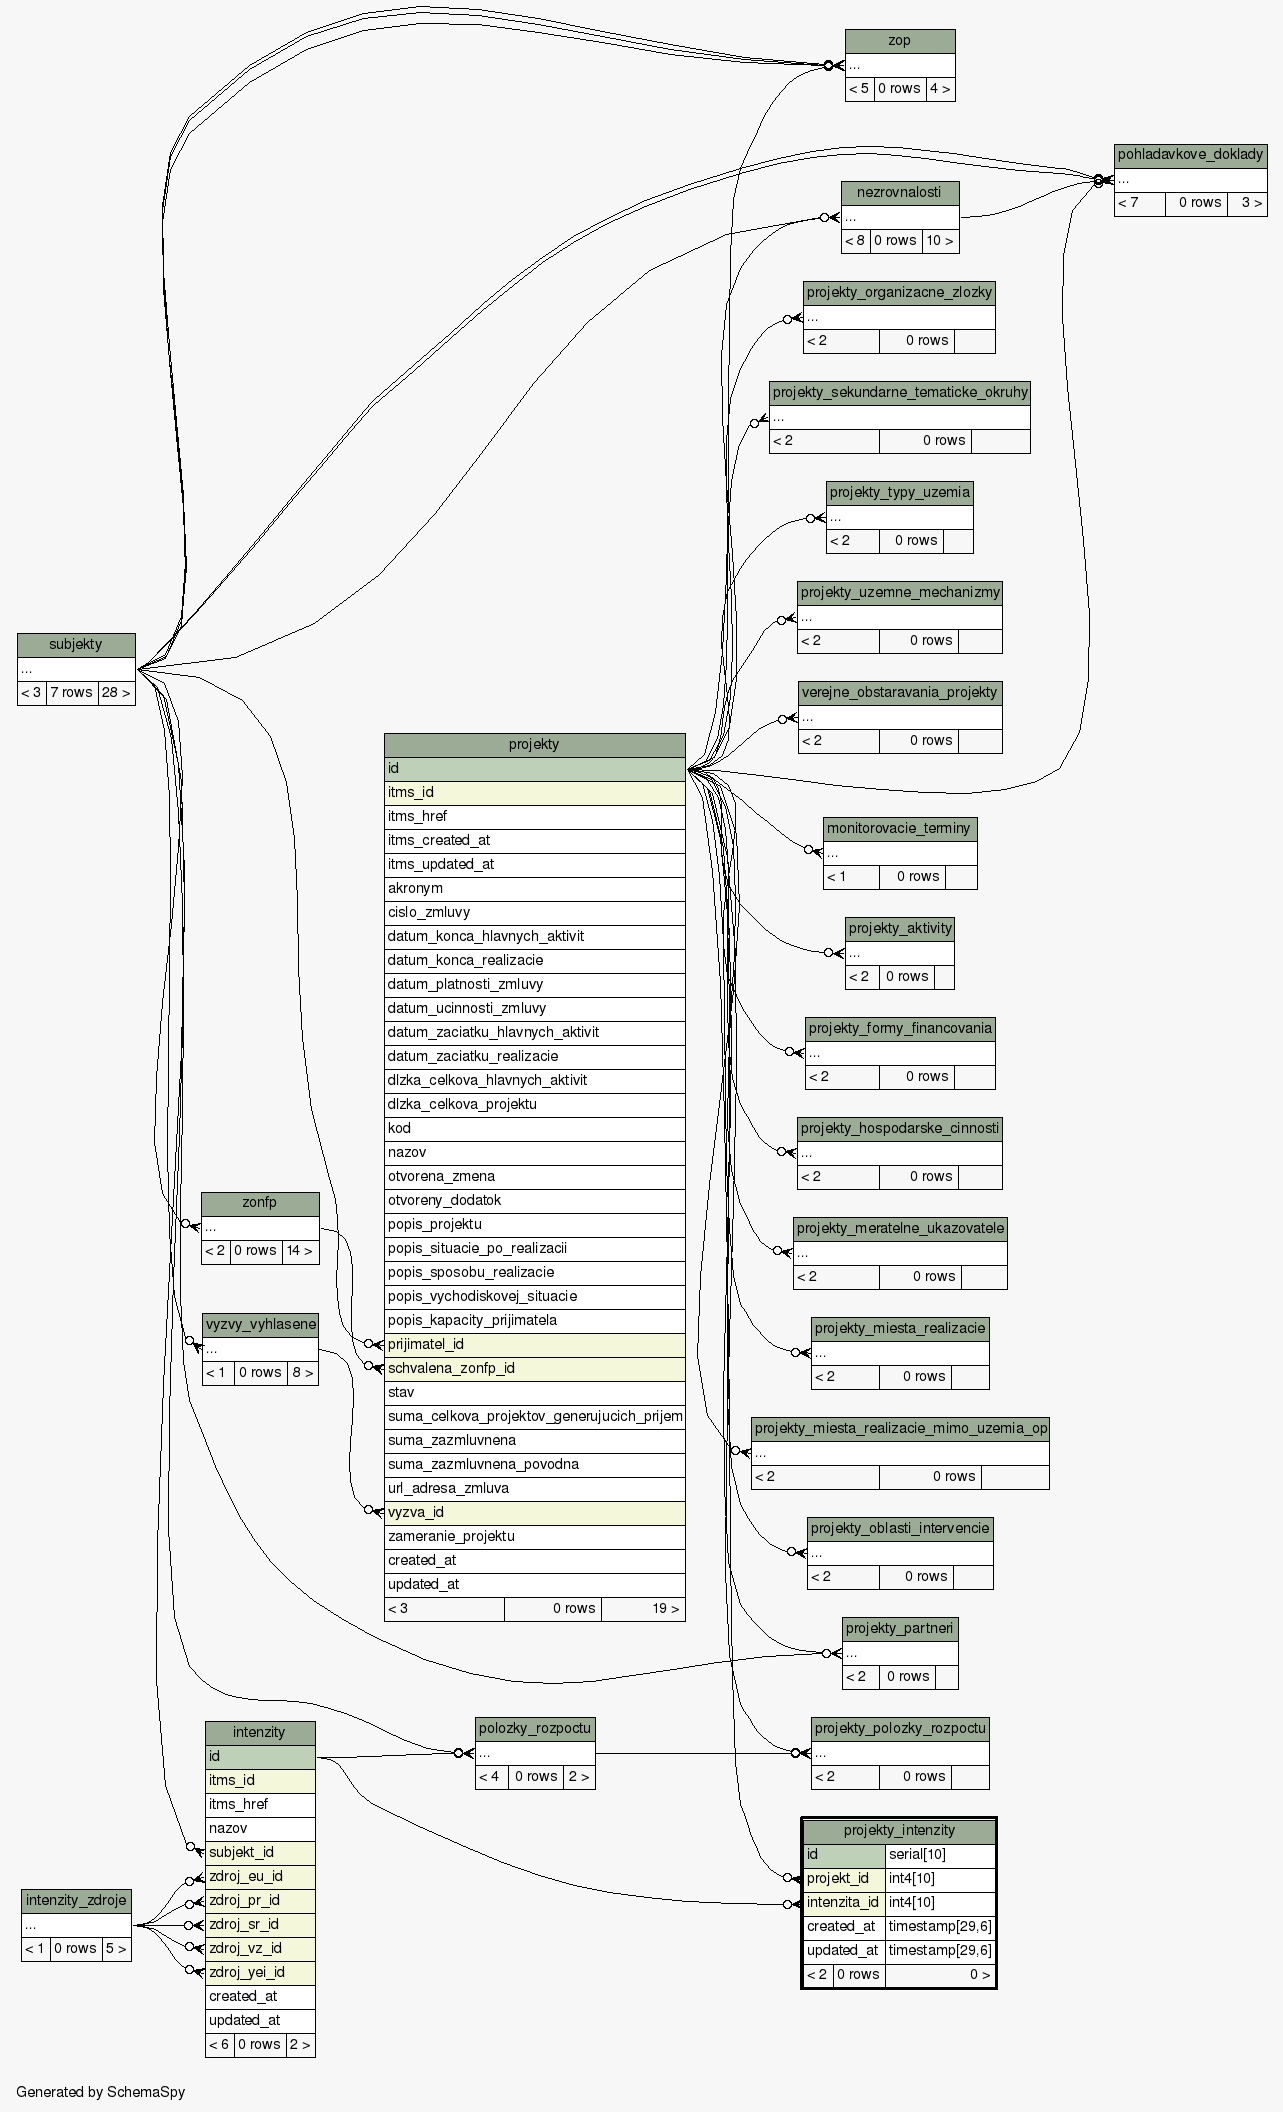 zop
...
< 5 0 rows 4 >
pohladavkove_doklady
...
< 7 0 rows 3 >
nezrovnalosti
...
< 8 0 rows 10 >
projekty_organizacne_zlozky
...
< 2 0 rows
projekty_sekundarne_tematicke_okruhy
...
< 2 0 rows
projekty_typy_uzemia
...
< 2 0 rows
projekty_uzemne_mechanizmy
...
< 2 0 rows
subjekty
...
< 3 7 rows 28 >
verejne_obstaravania_projekty
...
< 2 0 rows
projekty
id
itms_id
itms_href
itms_created_at
itms_updated_at
akronym
cislo_zmluvy
datum_konca_hlavnych_aktivit
datum_konca_realizacie
datum_platnosti_zmluvy
datum_ucinnosti_zmluvy
datum_zaciatku_hlavnych_aktivit
datum_zaciatku_realizacie
dlzka_celkova_hlavnych_aktivit
dlzka_celkova_projektu
kod
nazov
otvorena_zmena
otvoreny_dodatok
popis_projektu
popis_situacie_po_realizacii
popis_sposobu_realizacie
popis_vychodiskovej_situacie
popis_kapacity_prijimatela
prijimatel_id
schvalena_zonfp_id
stav
suma_celkova_projektov_generujucich_prijem
suma_zazmluvnena
suma_zazmluvnena_povodna
url_adresa_zmluva
vyzva_id
zameranie_projektu
created_at
updated_at
< 3 0 rows 19 >
monitorovacie_terminy
...
< 1 0 rows
projekty_aktivity
...
< 2 0 rows
projekty_formy_financovania
...
< 2 0 rows
projekty_hospodarske_cinnosti
...
< 2 0 rows
zonfp
...
< 2 0 rows 14 >
projekty_meratelne_ukazovatele
...
< 2 0 rows
vyzvy_vyhlasene
...
< 1 0 rows 8 >
projekty_miesta_realizacie
...
< 2 0 rows
projekty_miesta_realizacie_mimo_uzemia_op
...
< 2 0 rows
projekty_oblasti_intervencie
...
< 2 0 rows
projekty_partneri
...
< 2 0 rows
polozky_rozpoctu
...
< 4 0 rows 2 >
projekty_polozky_rozpoctu
...
< 2 0 rows
intenzity
id
itms_id
itms_href
nazov
subjekt_id
zdroj_eu_id
zdroj_pr_id
zdroj_sr_id
zdroj_vz_id
zdroj_yei_id
created_at
updated_at
< 6 0 rows 2 >
projekty_intenzity
id serial[10]
projekt_id int4[10]
intenzita_id int4[10]
created_at timestamp[29,6]
updated_at timestamp[29,6]
< 2 0 rows 0 >
intenzity_zdroje
...
< 1 0 rows 5 >
Generated by SchemaSpy